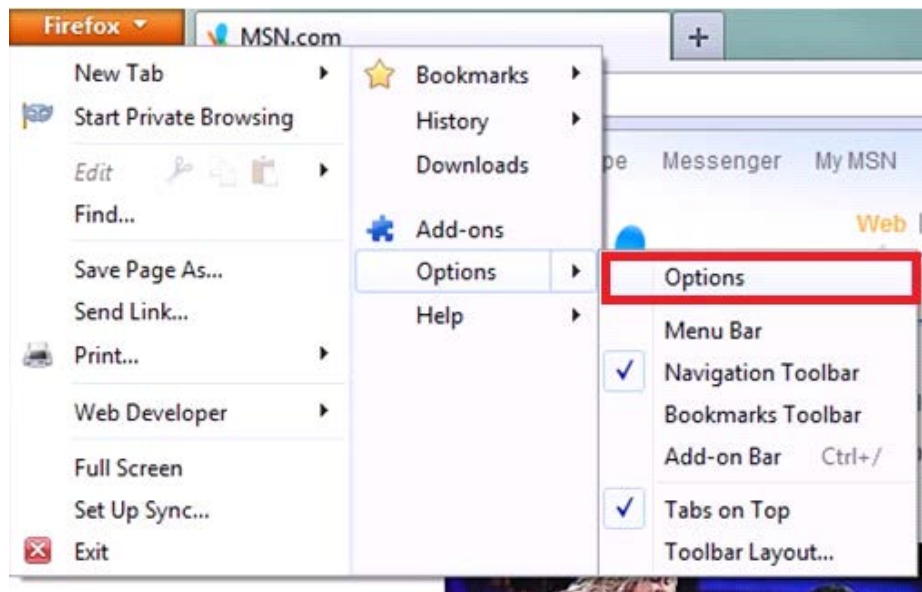 Firefox
MSN.com
+
New Tab
Start Private Browsing
Edit
Find...
Save Page As...
Send Link...
Print...
Web Developer
Full Screen
Set Up Sync...
Exit
Bookmarks
History
Downloads
Add-ons
Options
Help
pe Messenger My MSN
Web
Options
Menu Bar
Navigation Toolbar
Bookmarks Toolbar
Add-on Bar Ctrl+/
Tabs on Top
Toolbar Layout...